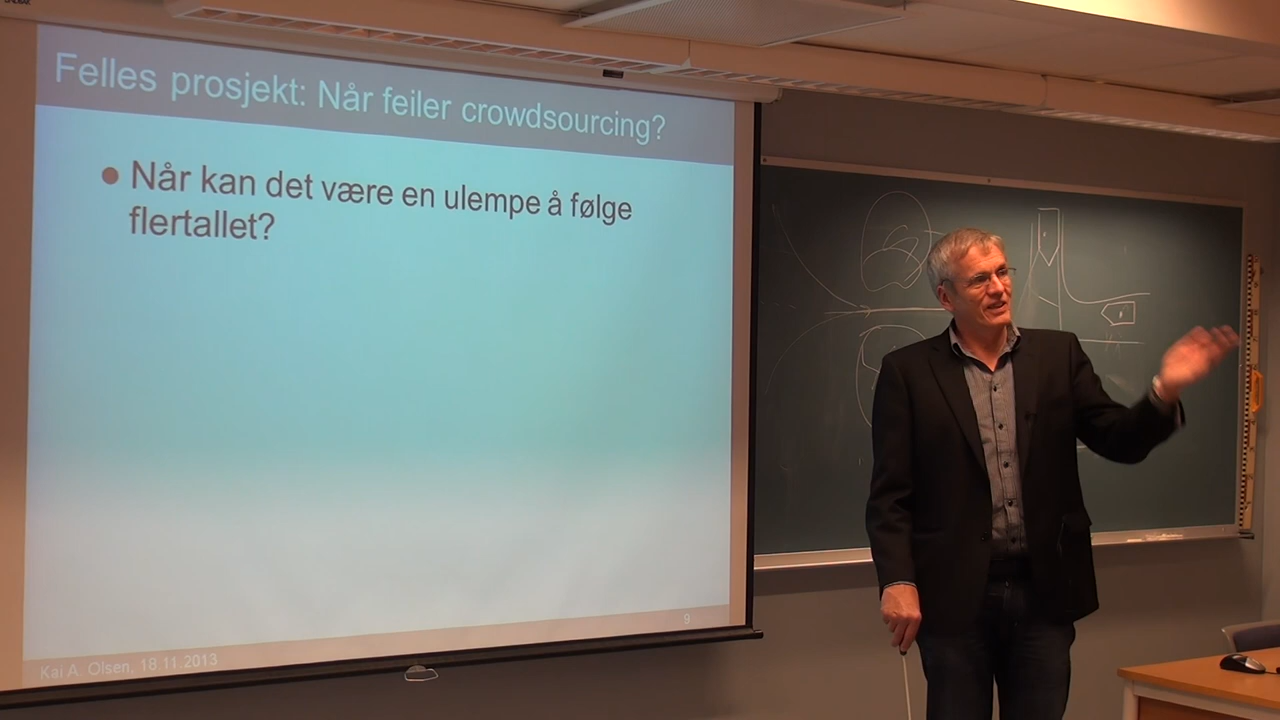 Felles prosjekt: Når feiler crowdsourcing?
● Når kan det være en ulempe å følge
flertallet?
9
Kai A. Olsen, 18.11.2013